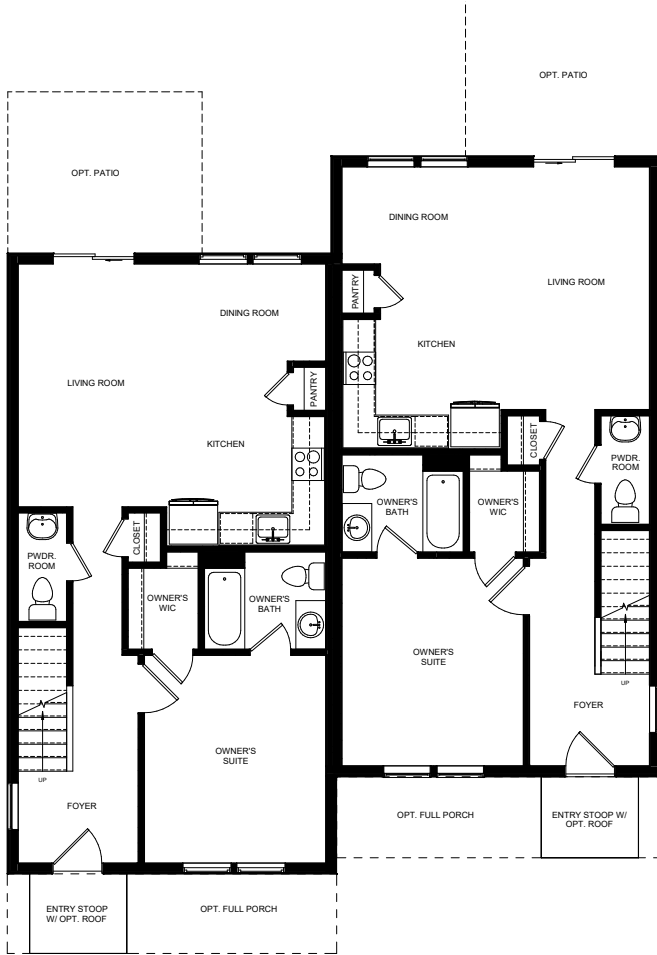 OPT. PATIO
OPT. PATIO
DINING ROOM
LIVING ROOM
PANTRY
KITCHEN
DINING ROOM
LIVING ROOM
PANTRY
KITCHEN
CLOSET
PWDR.
ROOM
OWNER'S
BATH
OWNER'S
WIC
CLOSET
PWDR.
ROOM
OWNER'S
WIC
OWNER'S
BATH
OWNER'S
SUITE
UP
FOYER
OWNER'S
SUITE
UP
FOYER
OPT. FULL PORCH
ENTRY STOOP W/
OPT. ROOF
ENTRY STOOP
W/ OPT. ROOF
OPT. FULL PORCH